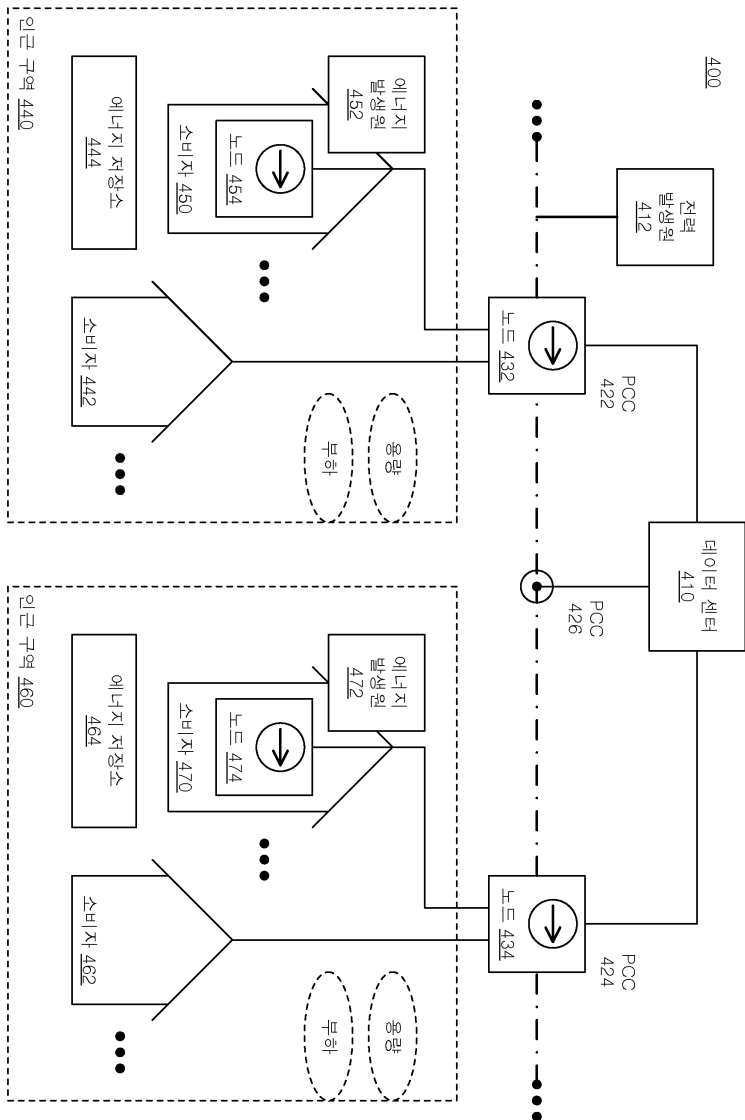 400
전력
발생원
412
데이터 센터
410
PCC
422
PCC
426
PCC
424
노드
432
노드
434
에너지
발생원
452
노드
454
소비자 450
에너지 저장소
444
소비자 442
용량
부하
인근 구역 440
에너지
발생원
472
노드
474
소비자 470
에너지 저장소
464
소비자 462
용량
부하
인근 구역 460